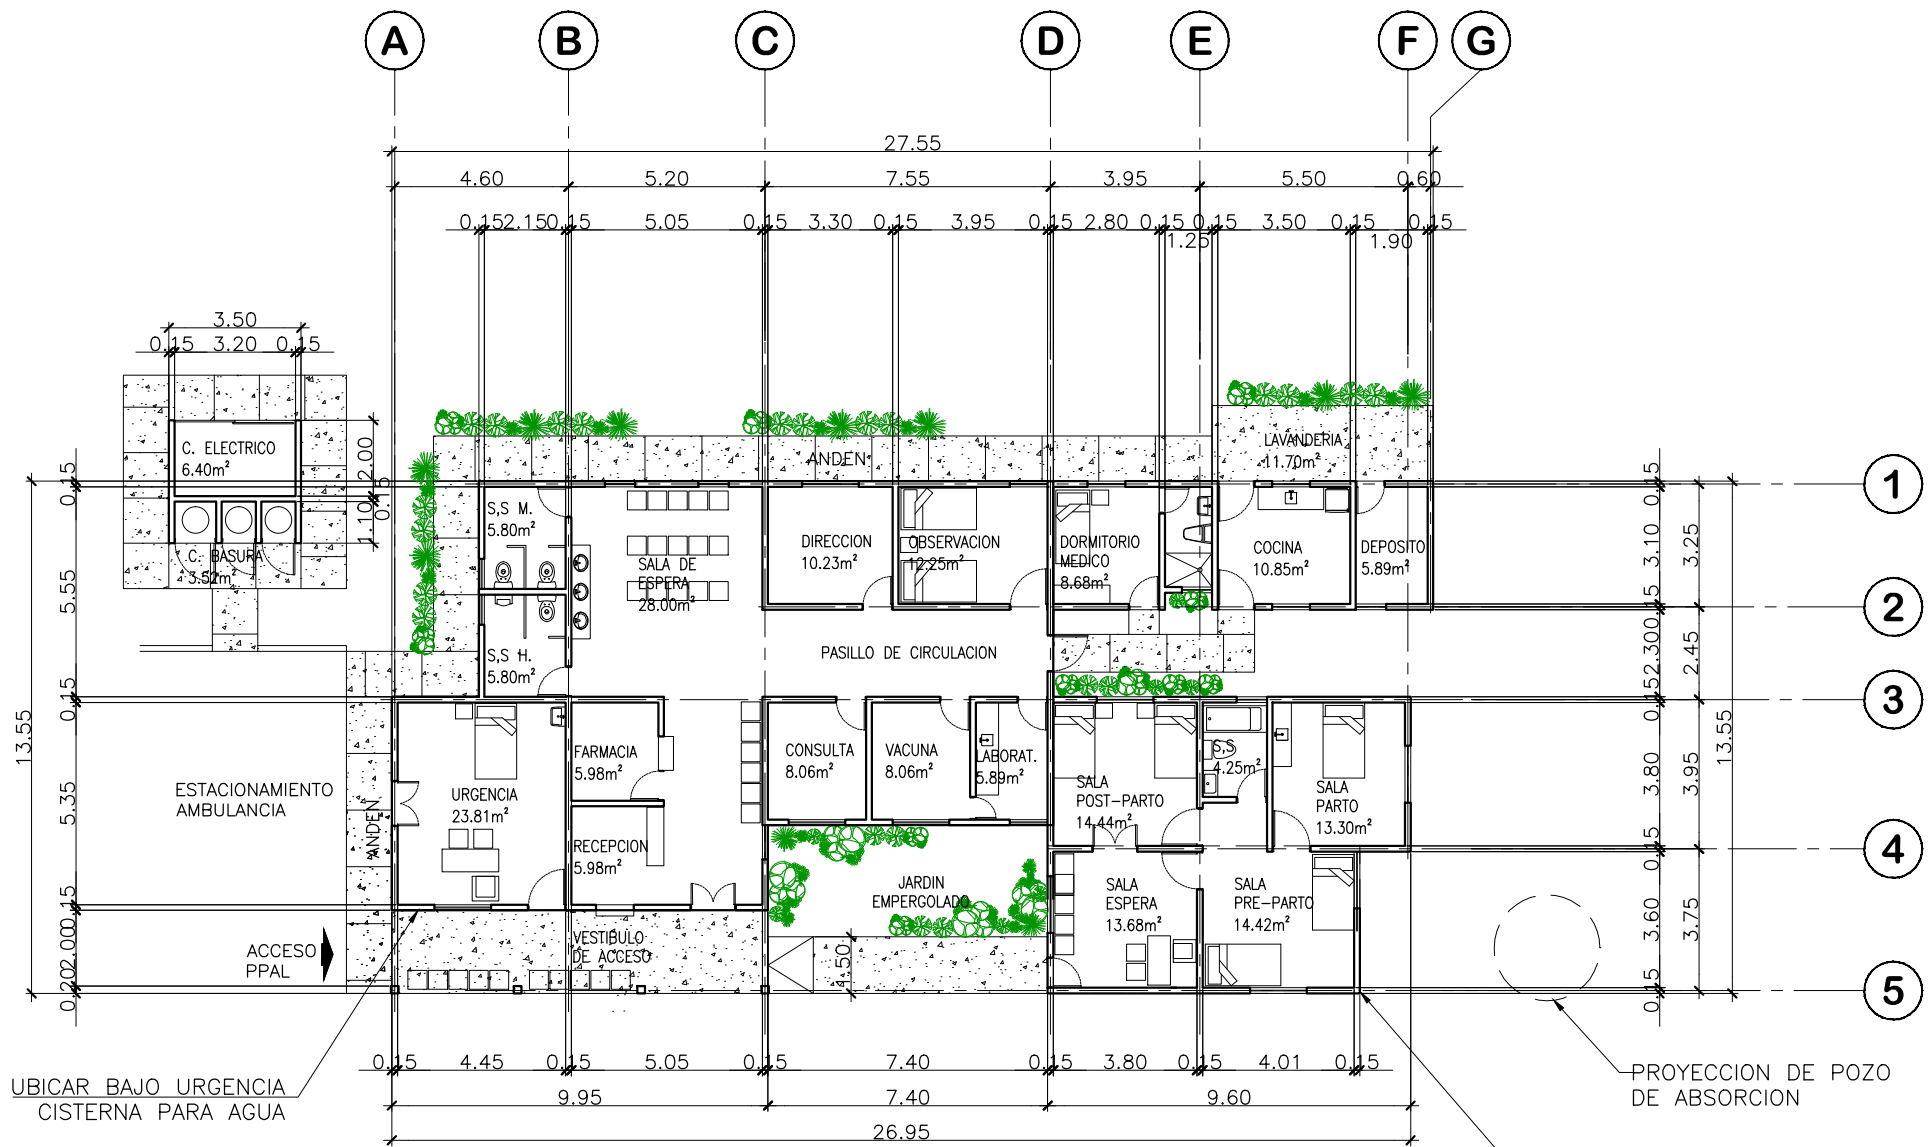 A B C D E F G
27.55
4.60 5.20 7.55 3.95 5.50 0.60
0.15 2.15 0.15 5.05 0.15 3.30 0.15 3.95 0.15 2.80 0.15 0.15 3.50 0.15 0.15
1.25 1.90
3.50
0.15 3.20 0.15
C. ELECTRICO
6.40m²
2.00
0.15
1.10
C. BASURA
3.52m²
ANDEN
LAVANDERIA
11.70m²
S,S M.
5.80m²
SALA DE
ESPERA
28.00m²
DIRECCION
10.23m²
OBSERVACION
12.25m²
DORMITORIO
MEDICO
8.68m²
COCINA
10.85m²
DEPOSITO
5.89m²
S,S H.
5.80m²
PASILLO DE CIRCULACION
1
2
3
4
5
0.15
5.55
0.15
5.35
0.15
2.00
0.20
13.55
0.15
3.10
0.15
2.300
0.15
3.80
0.15
3.60
0.15
3.25
2.45
3.95
3.75
13.55
ESTACIONAMIENTO
AMBULANCIA
ANDEN
URGENCIA
23.81m²
FARMACIA
5.98m²
RECEPCION
5.98m²
CONSULTA
8.06m²
VACUNA
8.06m²
LABORAT.
5.89m²
SALA
POST-PARTO
14.44m²
S,S
4.25m²
SALA
PARTO
13.30m²
JARDIN
EMPERGOLADO
SALA
ESPERA
13.68m²
SALA
PRE-PARTO
14.42m²
ACCESO
PPAL
VESTIBULO
DE ACCESO
1.50
0.15 4.45 0.15 5.05 0.15 7.40 0.15 3.80 0.15 4.01 0.15
9.95 7.40 9.60
26.95
UBICAR BAJO URGENCIA
CISTERNA PARA AGUA
PROYECCION DE POZO
DE ABSORCION